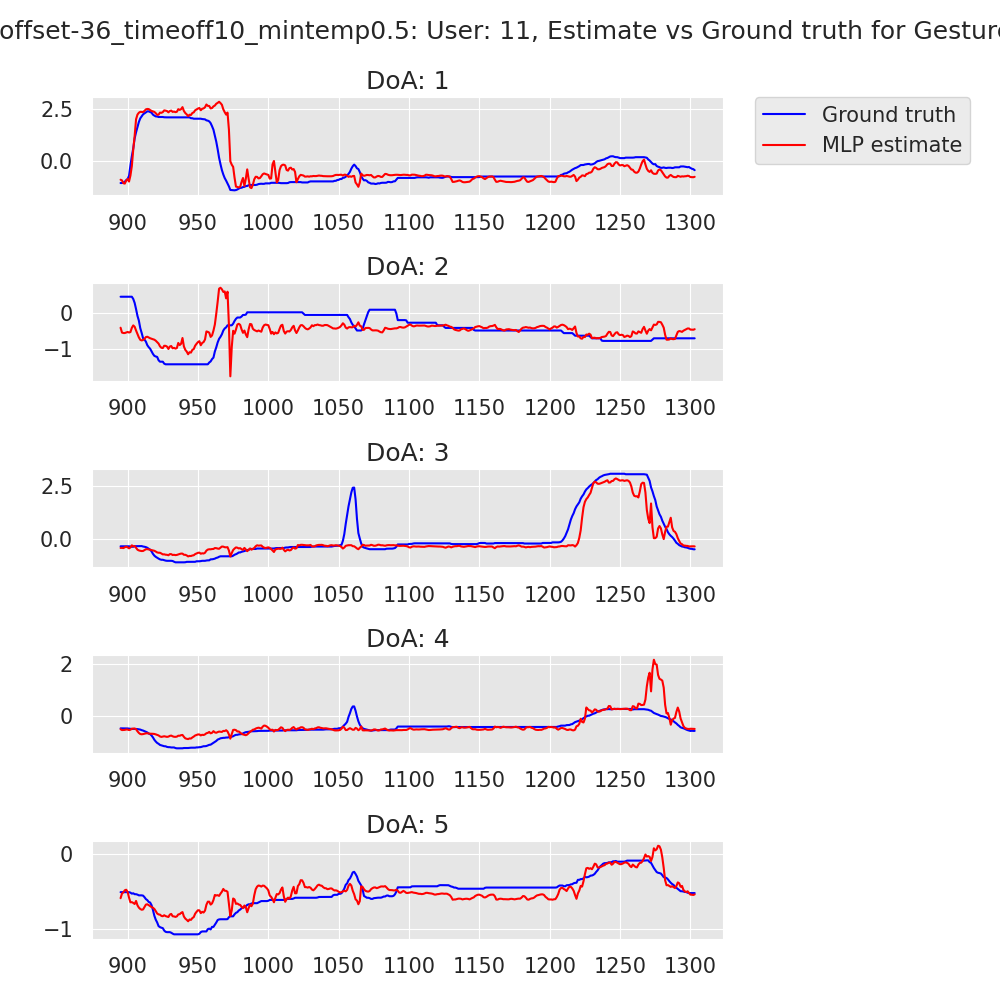 offset-36_timeoff10_mintemp0.5: User: 11, Estimate vs Ground truth for Gesture
DoA: 1
2.5
0.0
900 950 1000 1050 1100 1150 1200 1250 1300
Ground truth
MLP estimate
DoA: 2
0
−1
900 950 1000 1050 1100 1150 1200 1250 1300
DoA: 3
2.5
0.0
900 950 1000 1050 1100 1150 1200 1250 1300
DoA: 4
2
0
900 950 1000 1050 1100 1150 1200 1250 1300
DoA: 5
0
−1
900 950 1000 1050 1100 1150 1200 1250 1300